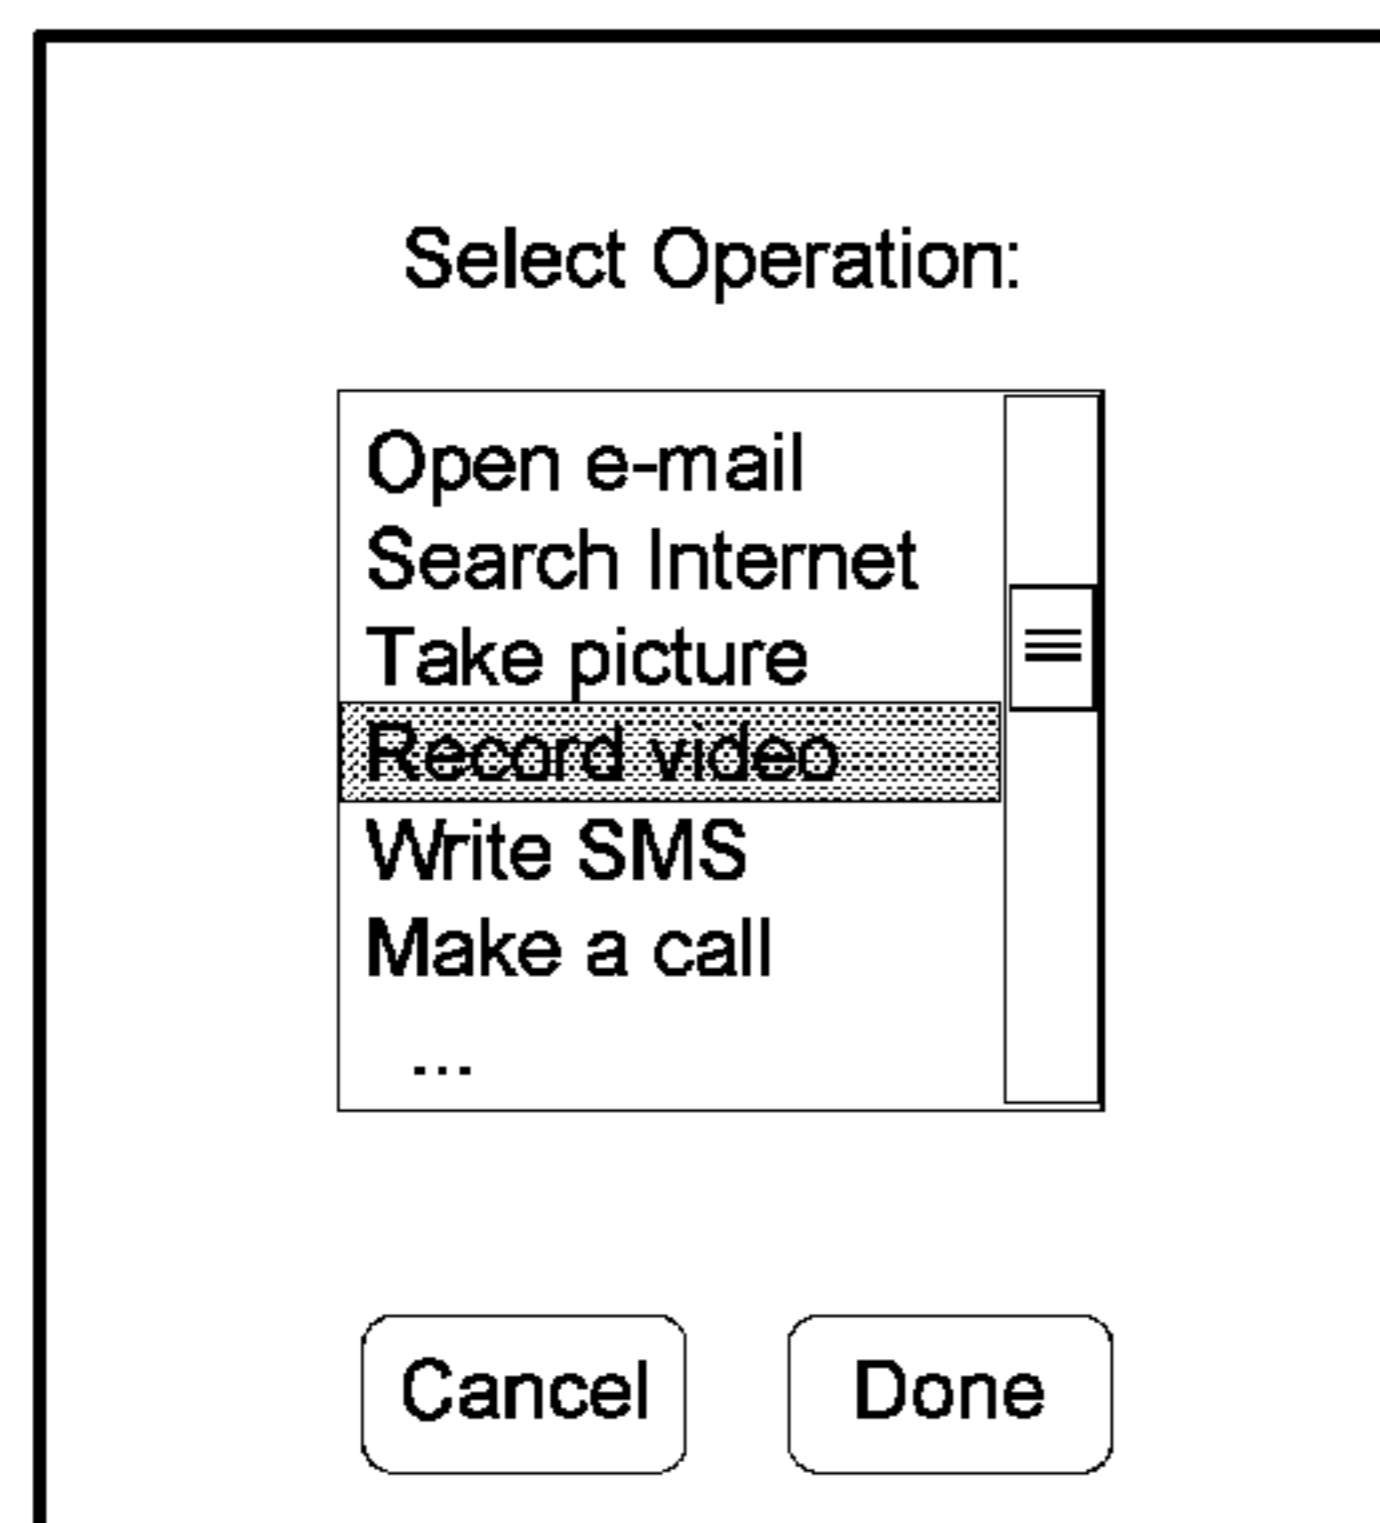 Select Operation:
Open e-mail
Search Internet
Take picture
Record video
Write SMS
Make a call
...
Cancel
Done